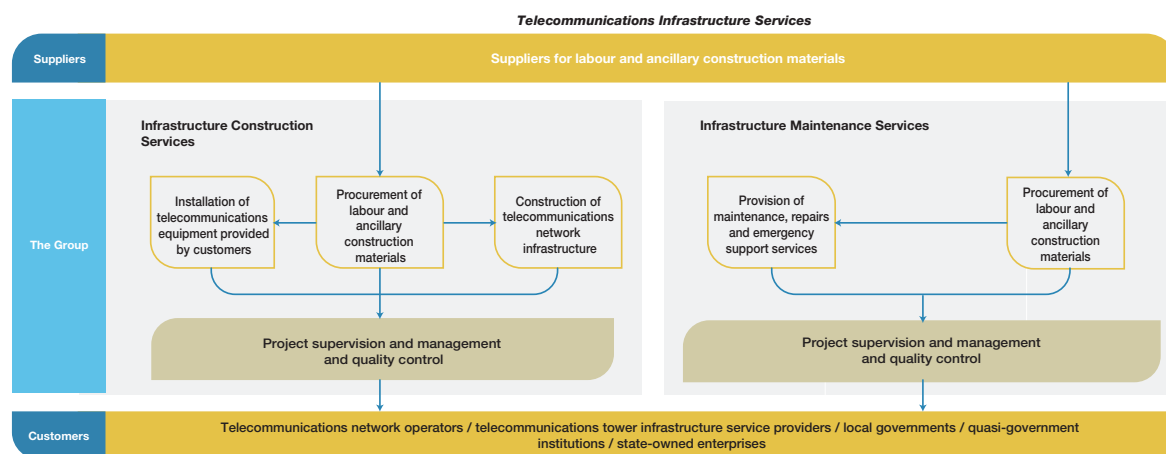 Telecommunications Infrastructure Services
Suppliers
Suppliers for labour and ancillary construction materials
The Group
Infrastructure Construction
Services
Installation of
telecommunications
equipment provided
by customers
Procurement of
labour and
ancillary
construction
materials
Construction of
telecommunications
network
infrastructure
Project supervision and management
and quality control
Infrastructure Maintenance Services
Provision of
maintenance, repairs
and emergency
support services
Procurement of
labour and
ancillary
construction
materials
Project supervision and management
and quality control
Customers
Telecommunications network operators / telecommunications tower infrastructure service providers / local governments / quasi-government
institutions / state-owned enterprises